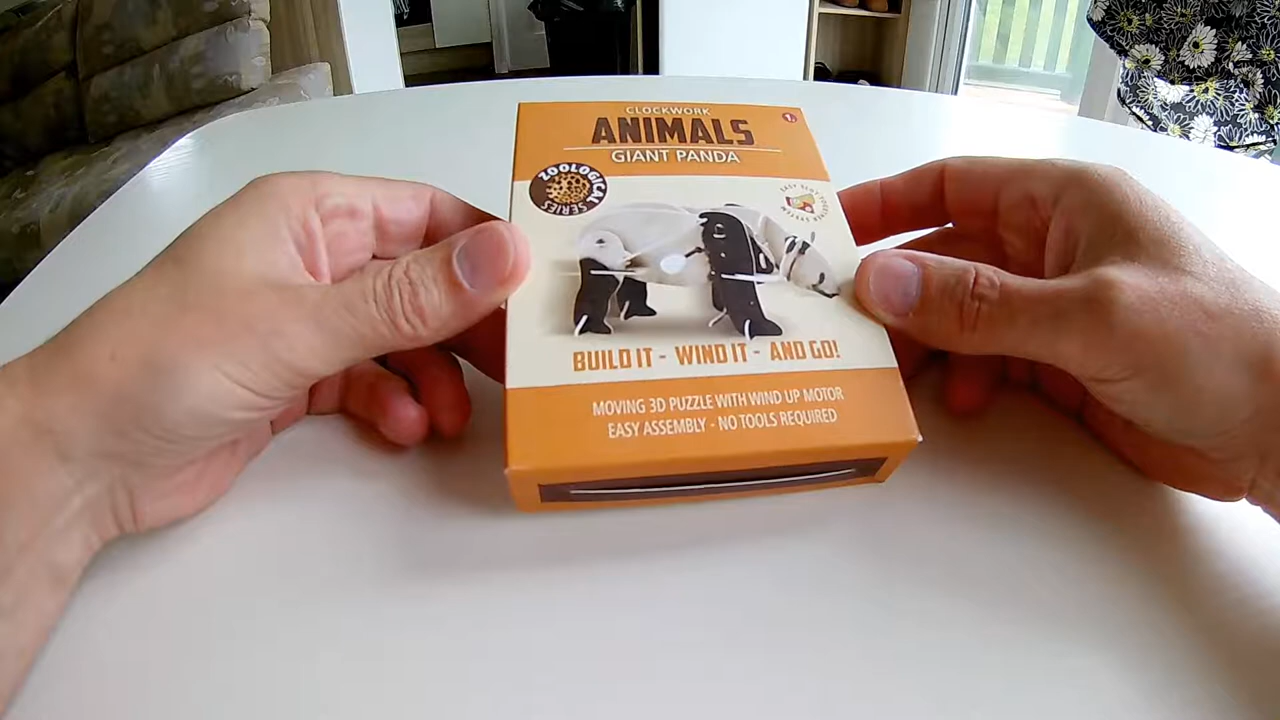 CLOCKWORK
ANIMALS
GIANT PANDA
ZOOLOGICAL
SERIES
BUILD IT - WIND IT - AND GO!
MOVING 3D PUZZLE WITH WIND UP MOTOR
EASY ASSEMBLY - NO TOOLS REQUIRED